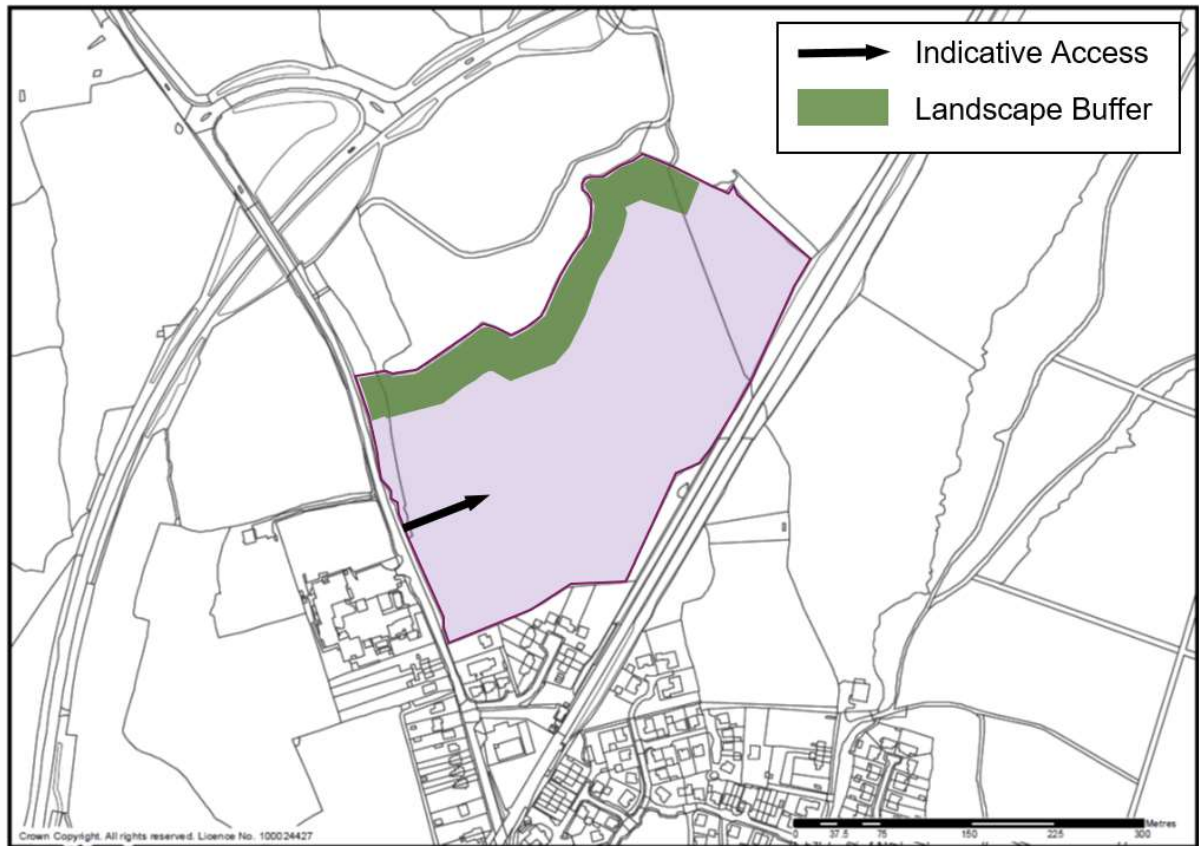 Indicative Access
Landscape Buffer
Crown Copyright. All rights reserved. Licence No. 100024427
Metres
0 37.5 75 150 225 300